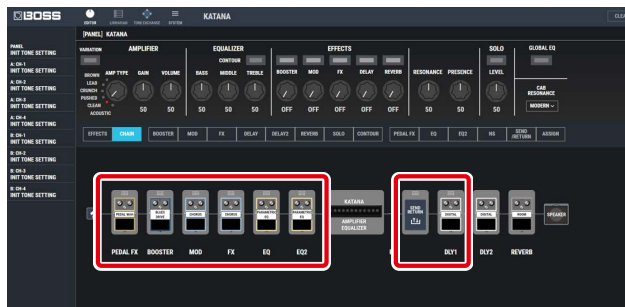 BOSS
EDITOR
LIBRARIAN
TONE EXCHANGE
SYSTEM
KATANA
CLEA
[PANEL] KATANA
PANEL
INIT TONE SETTING
A: CH-1
INIT TONE SETTING
A: CH-2
INIT TONE SETTING
A: CH-3
INIT TONE SETTING
A: CH-4
INIT TONE SETTING
B: CH-1
INIT TONE SETTING
B: CH-2
INIT TONE SETTING
B: CH-3
INIT TONE SETTING
B: CH-4
INIT TONE SETTING
VARIATION AMPLIFIER EQUALIZER EFFECTS SOLO GLOBAL EQ
CONTOUR
BROWN
LEAD
CRUNCH
PUSHED
CLEAN
ACOUSTIC
AMP TYPE GAIN VOLUME BASS MIDDLE TREBLE BOOSTER MOD FX DELAY REVERB RESONANCE PRESENCE LEVEL
CAB
RESONANCE
MODERN
50 50 50 50 50 OFF OFF OFF OFF OFF 50 50 50
EFFECTS CHAIN BOOSTER MOD FX DELAY DELAY2 REVERB SOLO CONTOUR PEDAL FX EQ EQ2 NS SEND /RETURN ASSIGN
PEDAL WAH
BLUES DRIVE
CHORUS
CHORUS
PARAMETRIC EQ
PARAMETRIC EQ
KATANA
AMPLIFIER
EQUALIZER
SEND
RETURN
DIGITAL
DIGITAL
ROOM
SPEAKER
PEDAL FX BOOSTER MOD FX EQ EQ2 DLY1 DLY2 REVERB